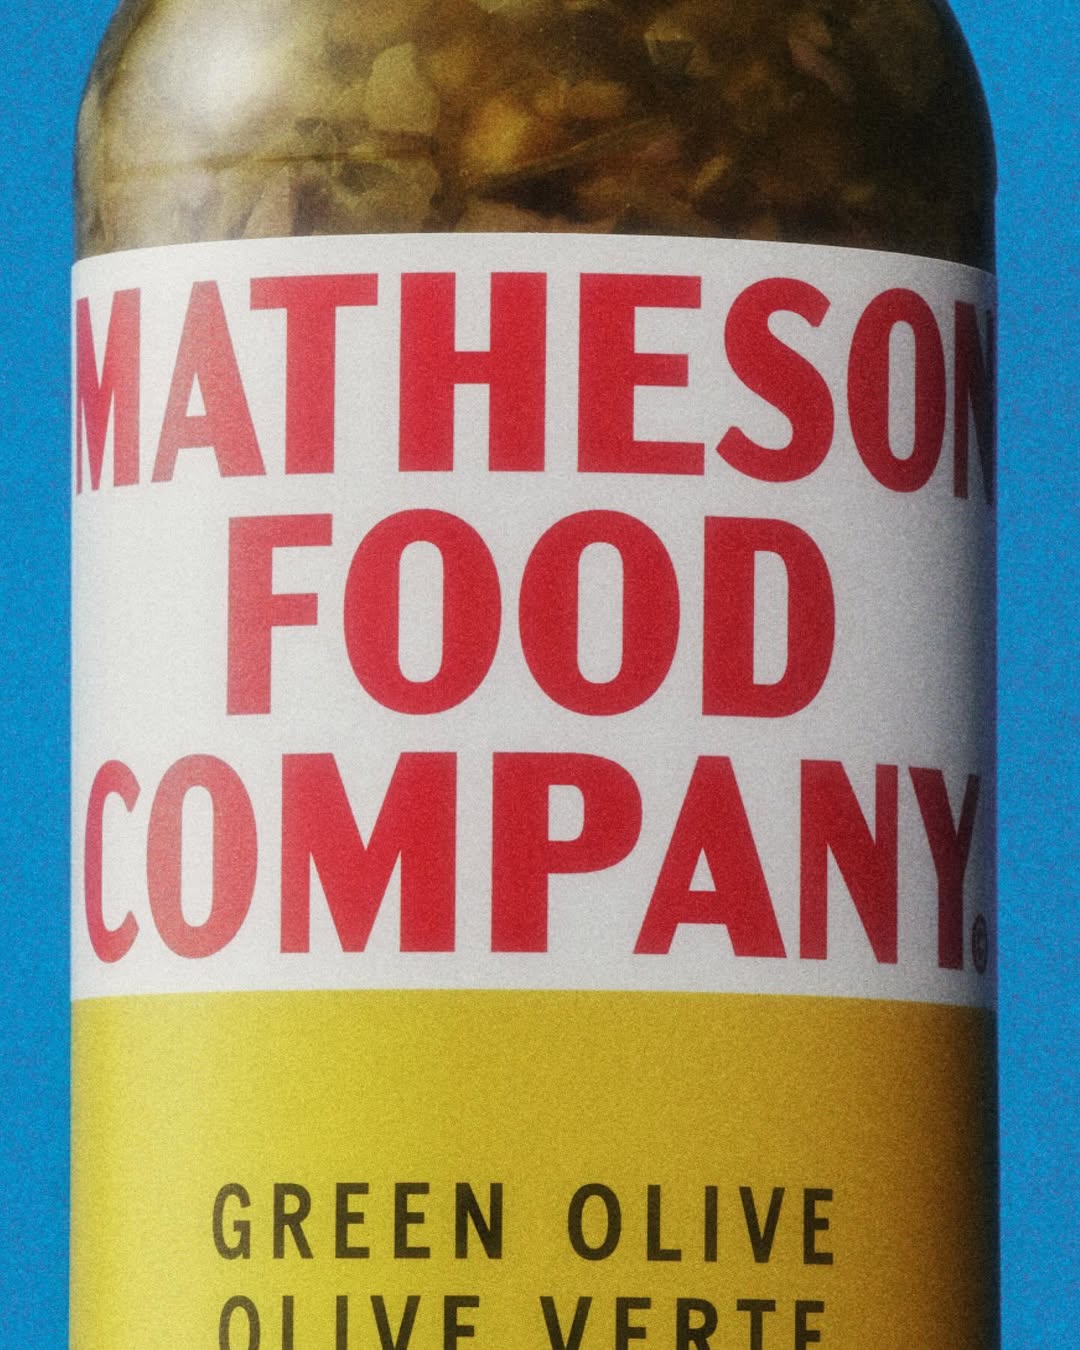 MATHESON
FOOD
COMPANY
©
GREEN OLIVE
OLIVE VERTE